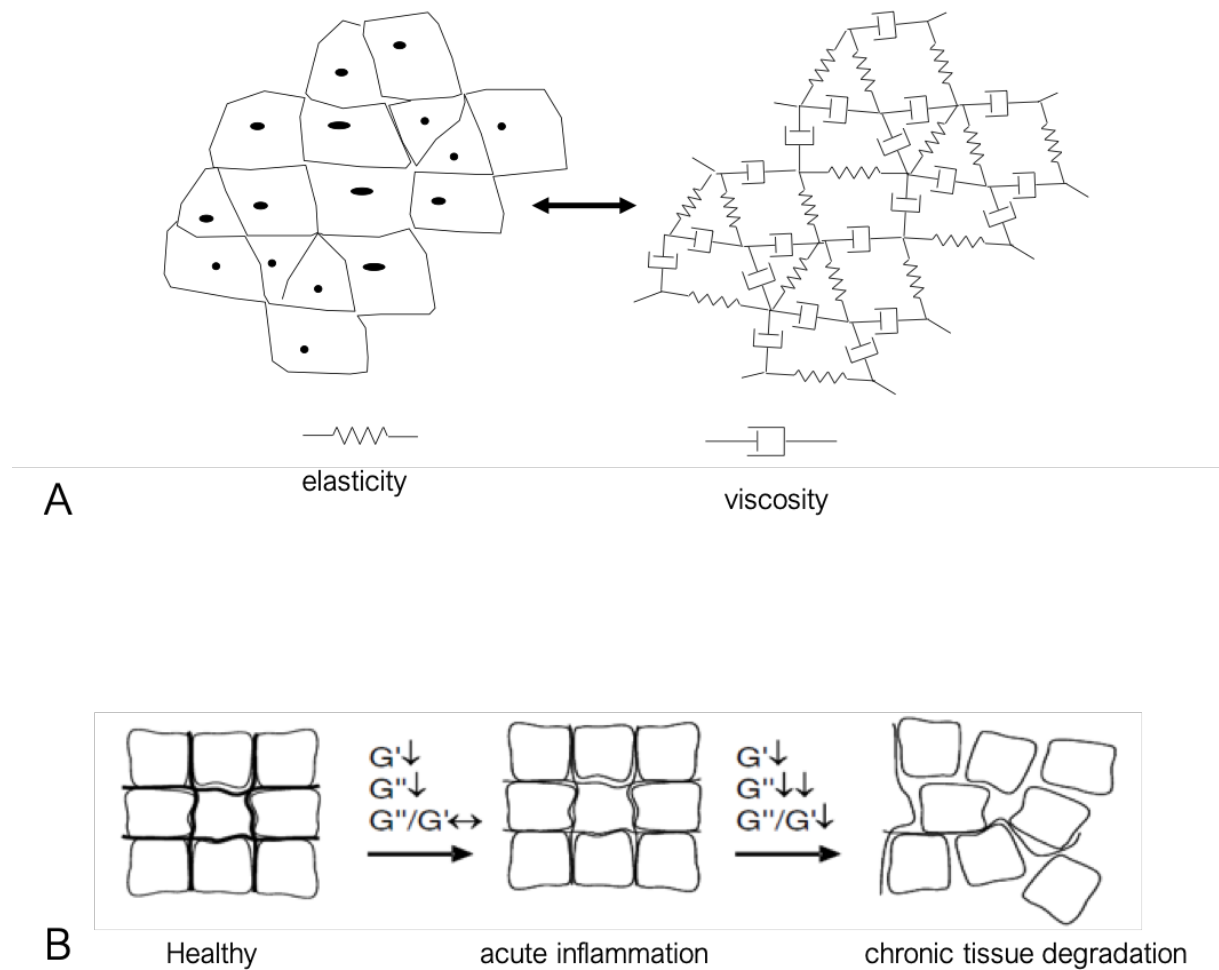 elasticity
viscosity
A
G'↓
G''↓
G''/G'↔
G'↓
G''↓↓
G''/G'↓
B
Healthy
acute inflammation
chronic tissue degradation